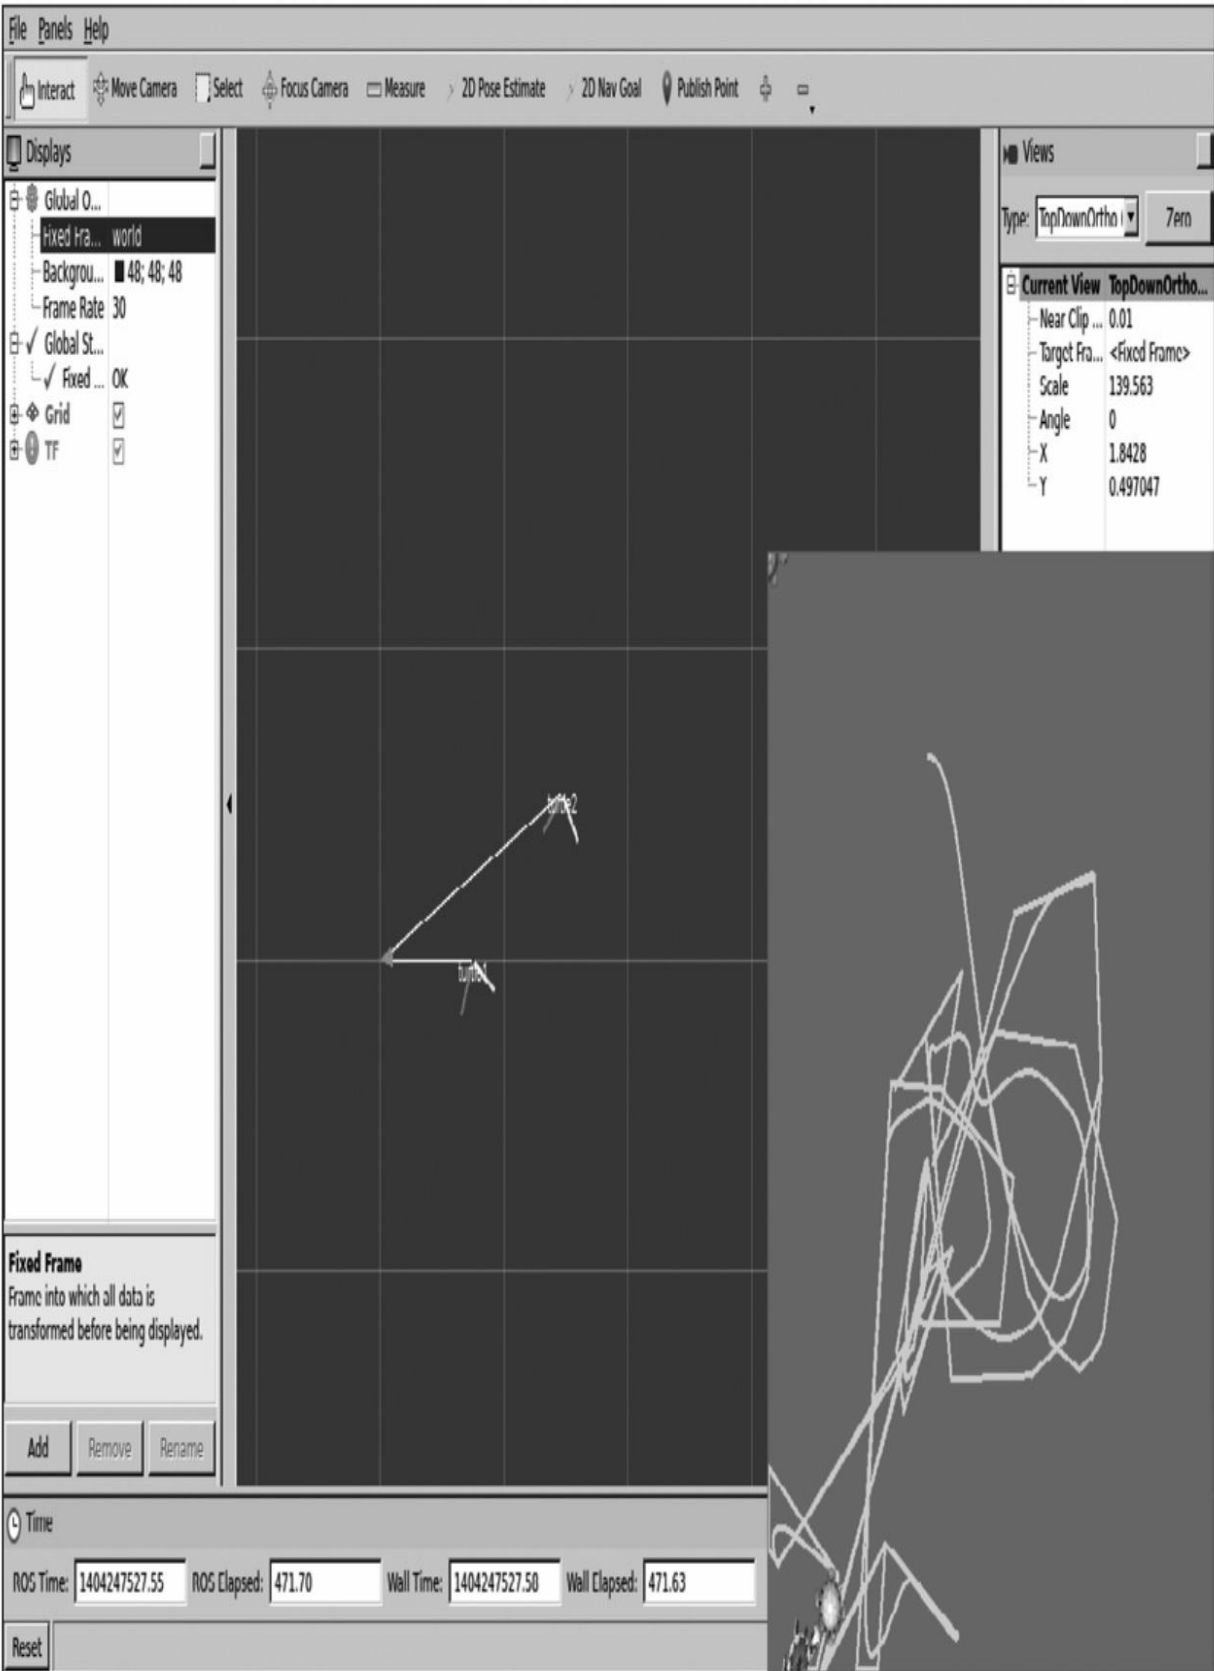 File Panels Help
Interact Move Camera Select Focus Camera Measure 2D Pose Estimate 2D Nav Goal Publish Point
Displays
Global O...
Fixed Fra... world
Backgrou... 48; 48; 48
Frame Rate 30
Global St...
Fixed ... OK
Grid
TF
Fixed Frame
Frame into which all data is
transformed before being displayed.
Add Remove Rename
turtle2
turtle1
Views
Type: TopDownOrtho Zero
Current View TopDownOrtho...
Near Clip ... 0.01
Target Fra... <Fixed Frame>
Scale 139.563
Angle 0
X 1.8428
Y 0.497047
Time
ROS Time: 1404247527.55 ROS Elapsed: 471.70 Wall Time: 1404247527.58 Wall Elapsed: 471.63
Reset